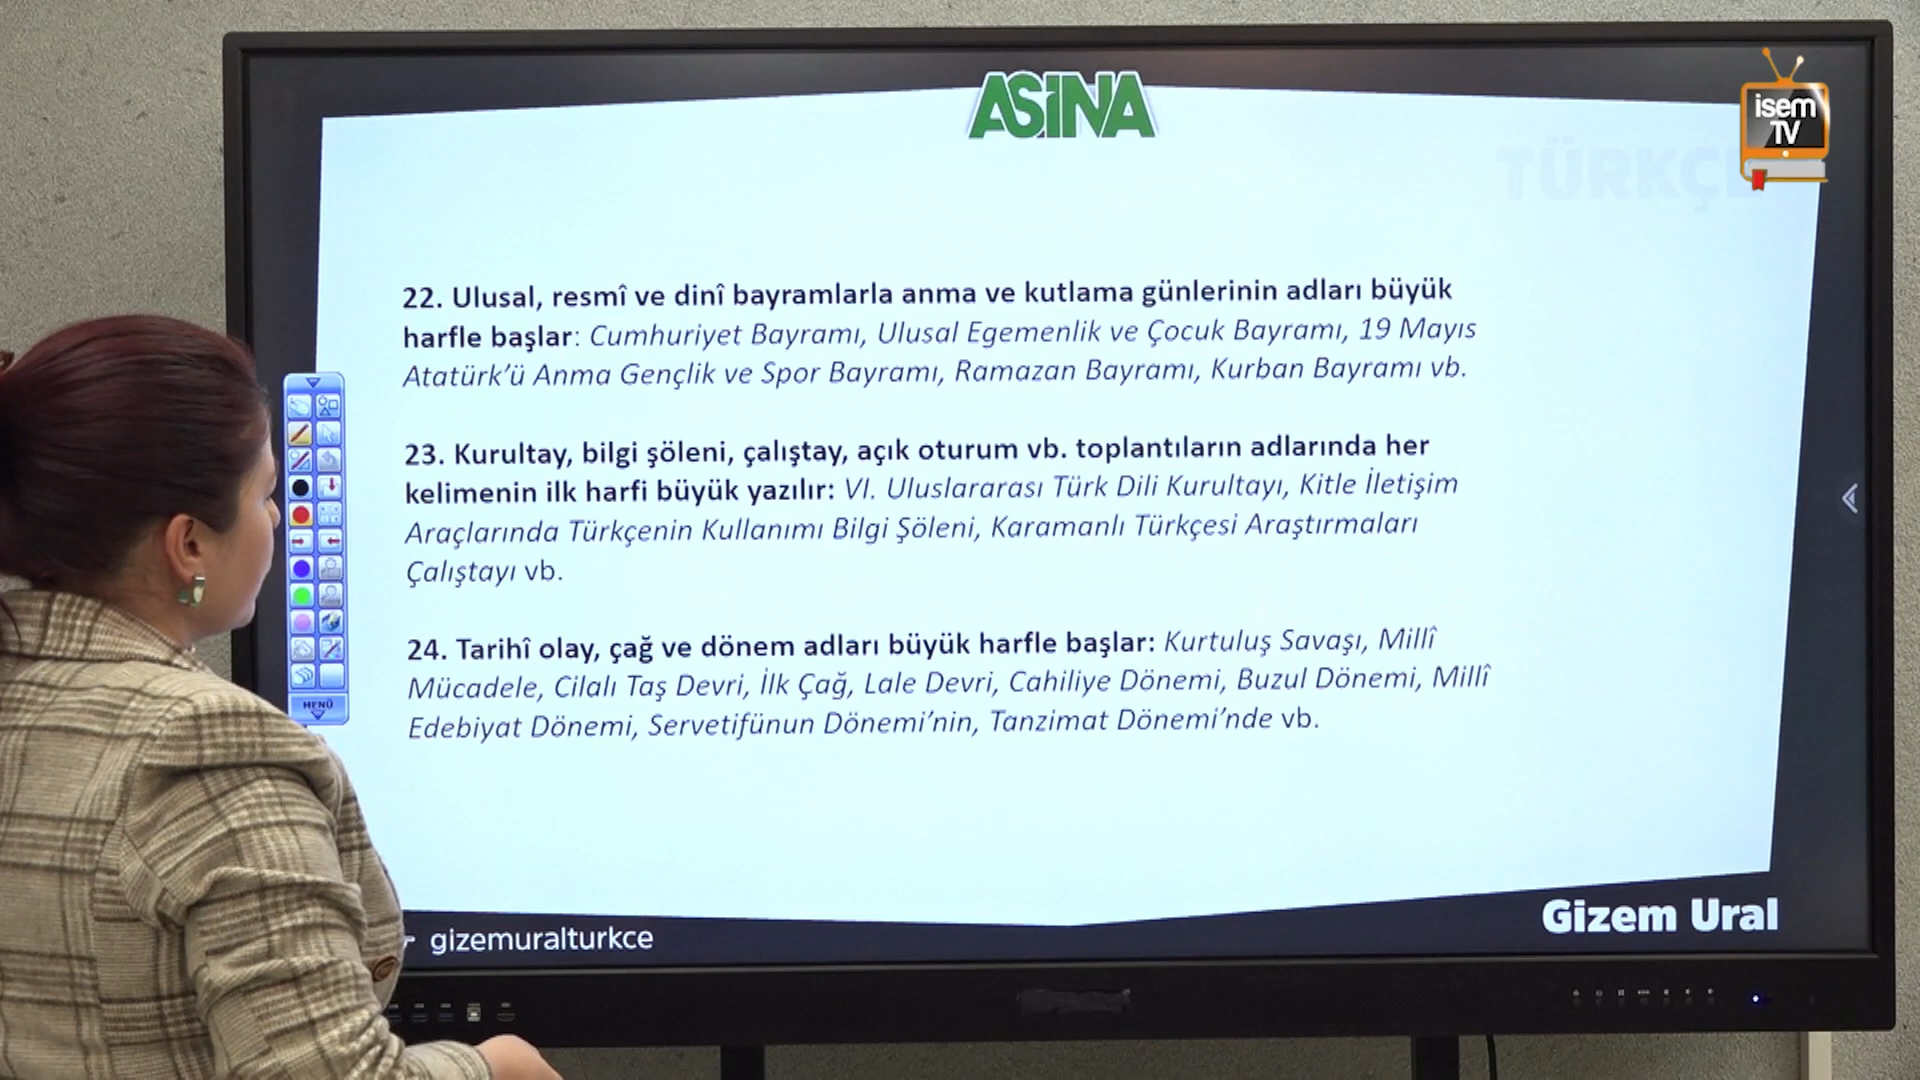 ASİNA
isem
TV
TÜRKÇE
22. Ulusal, resmî ve dinî bayramlarla anma ve kutlama günlerinin adları büyük
harfle başlar: Cumhuriyet Bayramı, Ulusal Egemenlik ve Çocuk Bayramı, 19 Mayıs
Atatürk’ü Anma Gençlik ve Spor Bayramı, Ramazan Bayramı, Kurban Bayramı vb.
23. Kurultay, bilgi şöleni, çalıştay, açık oturum vb. toplantıların adlarında her
kelimenin ilk harfi büyük yazılır: VI. Uluslararası Türk Dili Kurultayı, Kitle İletişim
Araçlarında Türkçenin Kullanımı Bilgi Şöleni, Karamanlı Türkçesi Araştırmaları
Çalıştayı vb.
24. Tarihî olay, çağ ve dönem adları büyük harfle başlar: Kurtuluş Savaşı, Millî
Mücadele, Cilalı Taş Devri, İlk Çağ, Lale Devri, Cahiliye Dönemi, Buzul Dönemi, Millî
Edebiyat Dönemi, Servetifünun Dönemi’nin, Tanzimat Dönemi’nde vb.
MENÜ
Gizem Ural
gizemuralturkce